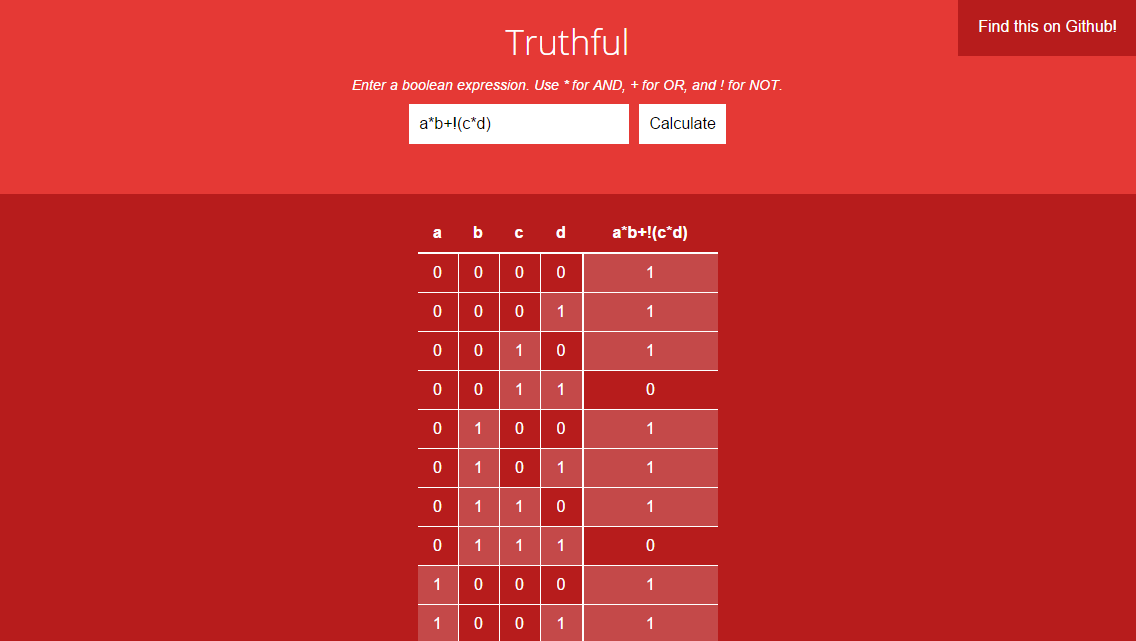 Find this on Github!
Truthful
Enter a boolean expression. Use * for AND, + for OR, and ! for NOT.
a*b+!(c*d) Calculate
a b c d a*b+!(c*d)
0 0 0 0 1
0 0 0 1 1
0 0 1 0 1
0 0 1 1 0
0 1 0 0 1
0 1 0 1 1
0 1 1 0 1
0 1 1 1 0
1 0 0 0 1
1 0 0 1 1